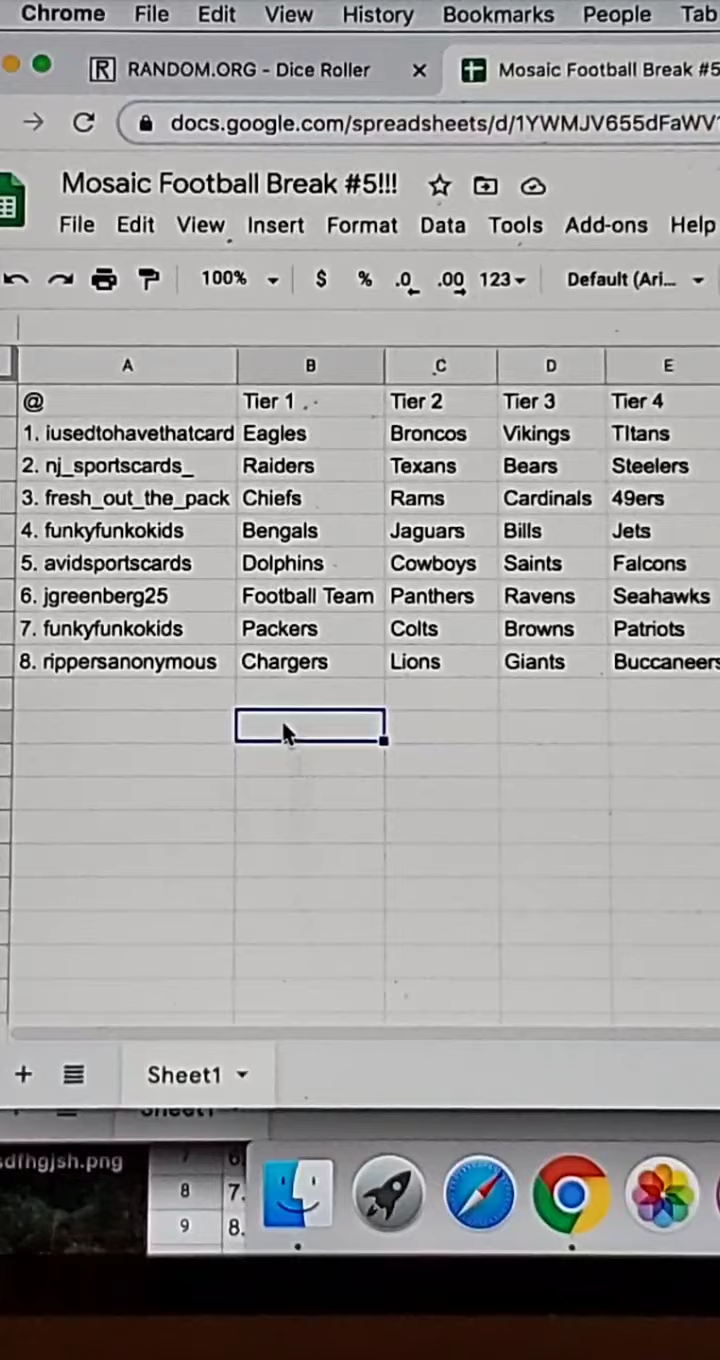 Chrome File Edit View History Bookmarks People Tab
RANDOM.ORG - Dice Roller × Mosaic Football Break #5
docs.google.com/spreadsheets/d/1YWMJV655dFaWV
Mosaic Football Break #5!!!
File Edit View Insert Format Data Tools Add-ons Help
100% $ % .0 .00 123 Default (Ari...
A B C D E
@ Tier 1 Tier 2 Tier 3 Tier 4
1. iusedtohavethatcard Eagles Broncos Vikings TItans
2. nj_sportscards_ Raiders Texans Bears Steelers
3. fresh_out_the_pack Chiefs Rams Cardinals 49ers
4. funkyfunkokids Bengals Jaguars Bills Jets
5. avidsportscards Dolphins Cowboys Saints Falcons
6. jgreenberg25 Football Team Panthers Ravens Seahawks
7. funkyfunkokids Packers Colts Browns Patriots
8. rippersanonymous Chargers Lions Giants Buccaneers
+ Sheet1
sdfhgjsh.png
7 6.
8 7.
9 8.